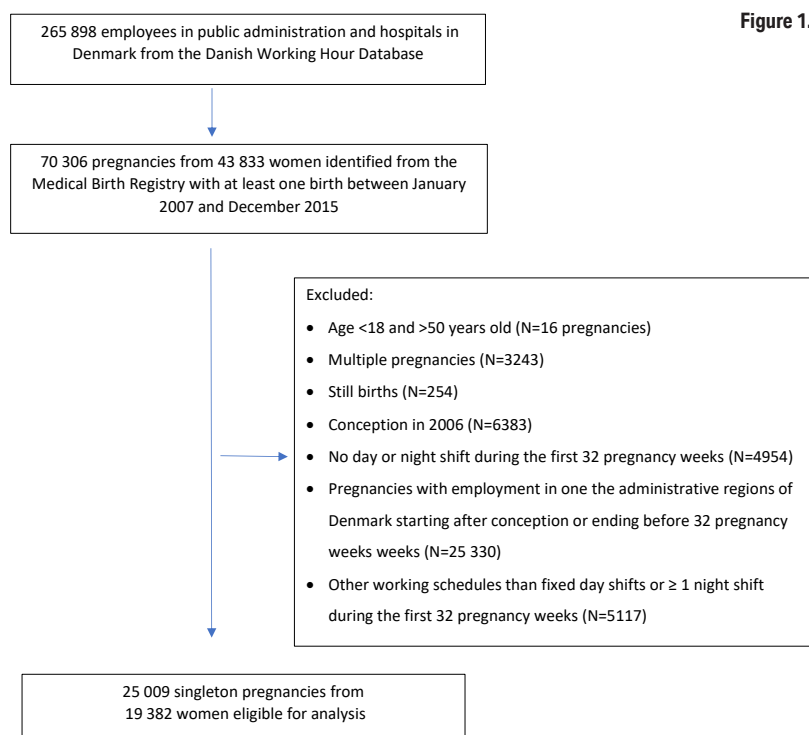 Figure 1.
265 898 employees in public administration and hospitals in
Denmark from the Danish Working Hour Database
70 306 pregnancies from 43 833 women identified from the
Medical Birth Registry with at least one birth between January
2007 and December 2015
Excluded:
• Age <18 and >50 years old (N=16 pregnancies)
• Multiple pregnancies (N=3243)
• Still births (N=254)
• Conception in 2006 (N=6383)
• No day or night shift during the first 32 pregnancy weeks (N=4954)
• Pregnancies with employment in one the administrative regions of
Denmark starting after conception or ending before 32 pregnancy
weeks weeks (N=25 330)
• Other working schedules than fixed day shifts or ≥ 1 night shift
during the first 32 pregnancy weeks (N=5117)
25 009 singleton pregnancies from
19 382 women eligible for analysis